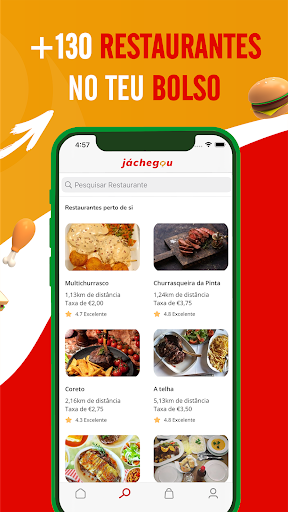 +130 RESTAURANTES
NO TEU BOLSO
4:57
jáchegou
Pesquisar Restaurante
Restaurantes perto de si
Multichurrasco
1,13km de distância
Taxa de €2,00
4.7 Excelente
Churrasqueira da Pinta
1,24km de distância
Taxa de €3,75
4.8 Excelente
Coreto
2,16km de distância
Taxa de €2,75
4.3 Excelente
A telha
5,13km de distância
Taxa de €3,50
4.8 Excelente